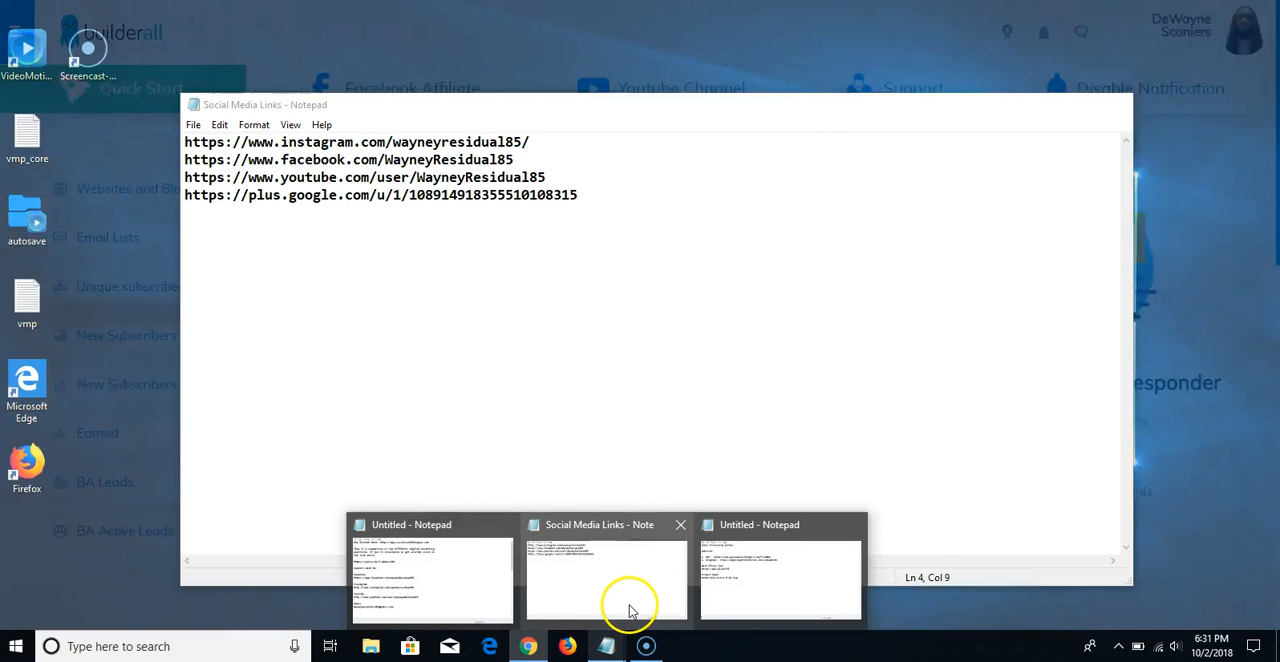 builderall
DeWayne
Sconiers
VideoMoti...
Screencast-...
Quick Start
Facebook Affiliate
Youtube Channel
Support
Disable Notification
Social Media Links - Notepad
File Edit Format View Help
https://www.instagram.com/wayneyresidual85/
https://www.facebook.com/WayneyResidual85
https://www.youtube.com/user/WayneyResidual85
https://plus.google.com/u/1/108914918355510108315
vmp_core
Websites and Blo
autosave
Email Lists
Unique subscribe
vmp
New Subscribers
New Subscribers
esponder
Microsoft
Edge
Earned
BA Leads
Firefox
BA Active Leads
Untitled - Notepad
Social Media Links - Note
Untitled - Notepad
Ln 4, Col 9
Type here to search
6:31 PM
10/2/2018